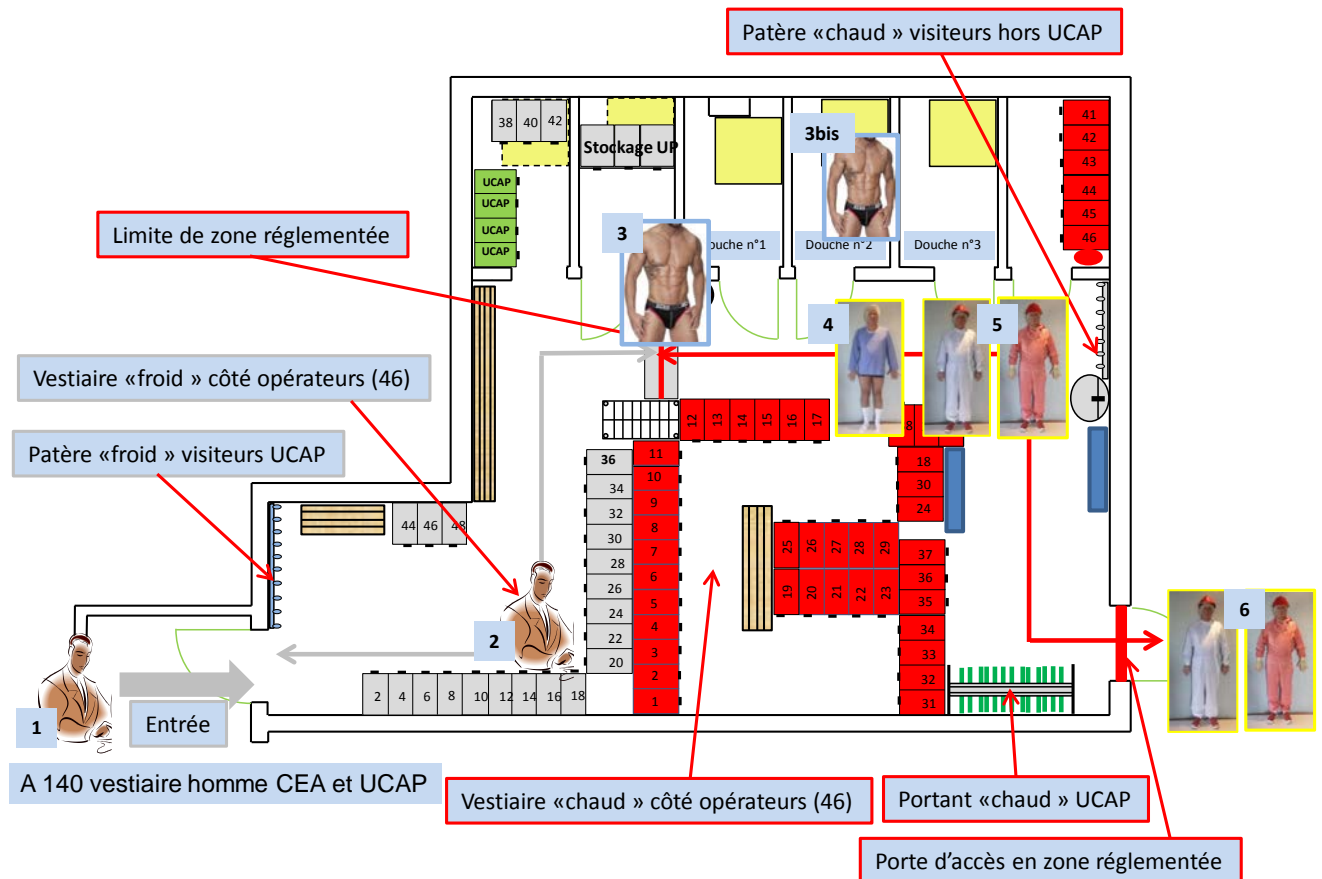 Patère «chaud » visiteurs hors UCAP
38 40 42
Stockage UP
3bis
41
42
43
44
45
46
UCAP
UCAP
UCAP
UCAP
Limite de zone réglementée
3
Douche n°2
Douche n°3
4
5
Vestiaire «froid » côté opérateurs (46)
12 13 14 15 16 17
Patère «froid » visiteurs UCAP
36
34
32
30
28
26
24
22
20
11
10
9
8
7
6
5
4
3
2
1
18
30
24
44 46 48
25 26 27 28 29
19 20 21 22 23
37
36
35
34
33
32
31
6
2
2 4 6 8 10 12 14 16 18
1
Entrée
A 140 vestiaire homme CEA et UCAP
Vestiaire «chaud » côté opérateurs (46)
Portant «chaud » UCAP
Porte d'accès en zone réglementée